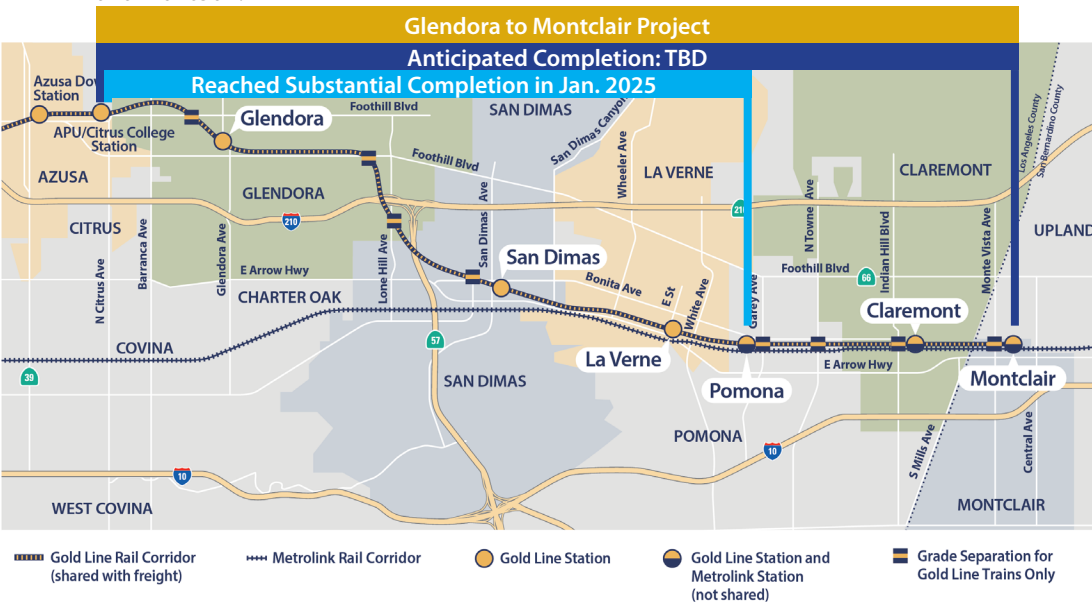 Glendora to Montclair Project
Anticipated Completion: TBD
Reached Substantial Completion in Jan. 2025
Azusa Do
Station
APU/Citrus College
Station
Foothill Blvd
Glendora
SAN DIMAS
San Dimas Canyon
Foothill Blvd
Wheeler Ave
LA VERNE
CLAREMONT
Los Angeles County
San Bernardino County
AZUSA
GLENDORA
San Dimas Ave
N Towne Ave
210
210
CITRUS
Barranca Ave
Glendora Ave
Lone Hill Ave
Indian Hill Blvd
Monte Vista Ave
UPLAND
San Dimas
E Arrow Hwy
Foothill Blvd
66
N Citrus Ave
CHARTER OAK
Bonita Ave
E St
White Ave
Garey Ave
Claremont
COVINA
57
La Verne
E Arrow Hwy
39
SAN DIMAS
Pomona
Montclair
POMONA
10
S Mills Ave
Central Ave
10
WEST COVINA
MONTCLAIR
Gold Line Rail Corridor
(shared with freight)
Metrolink Rail Corridor
Gold Line Station
Gold Line Station and
Metrolink Station
(not shared)
Grade Separation for
Gold Line Trains Only